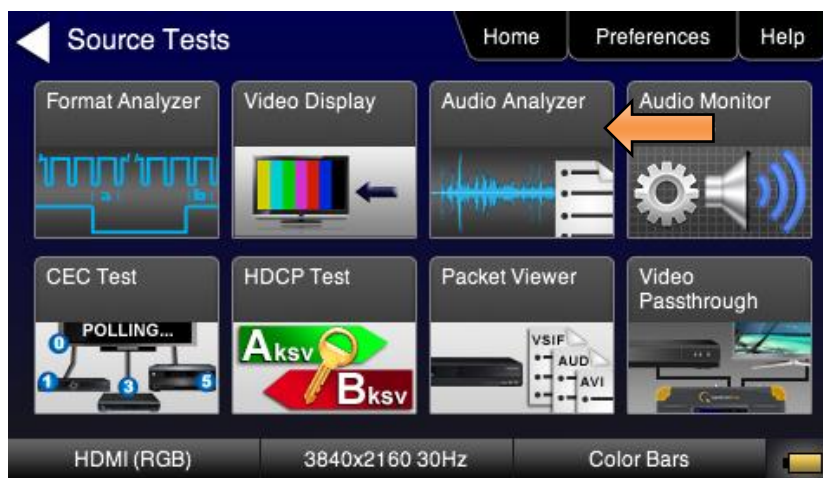 Source Tests
Home
Preferences
Help
Format Analyzer
Video Display
Audio Analyzer
Audio Monitor
a
b
CEC Test
HDCP Test
Packet Viewer
Video
Passthrough
POLLING...
0
1
3
5
Aksv
Bksv
VSIF
AUD
AVI
HDMI (RGB)
3840x2160 30Hz
Color Bars